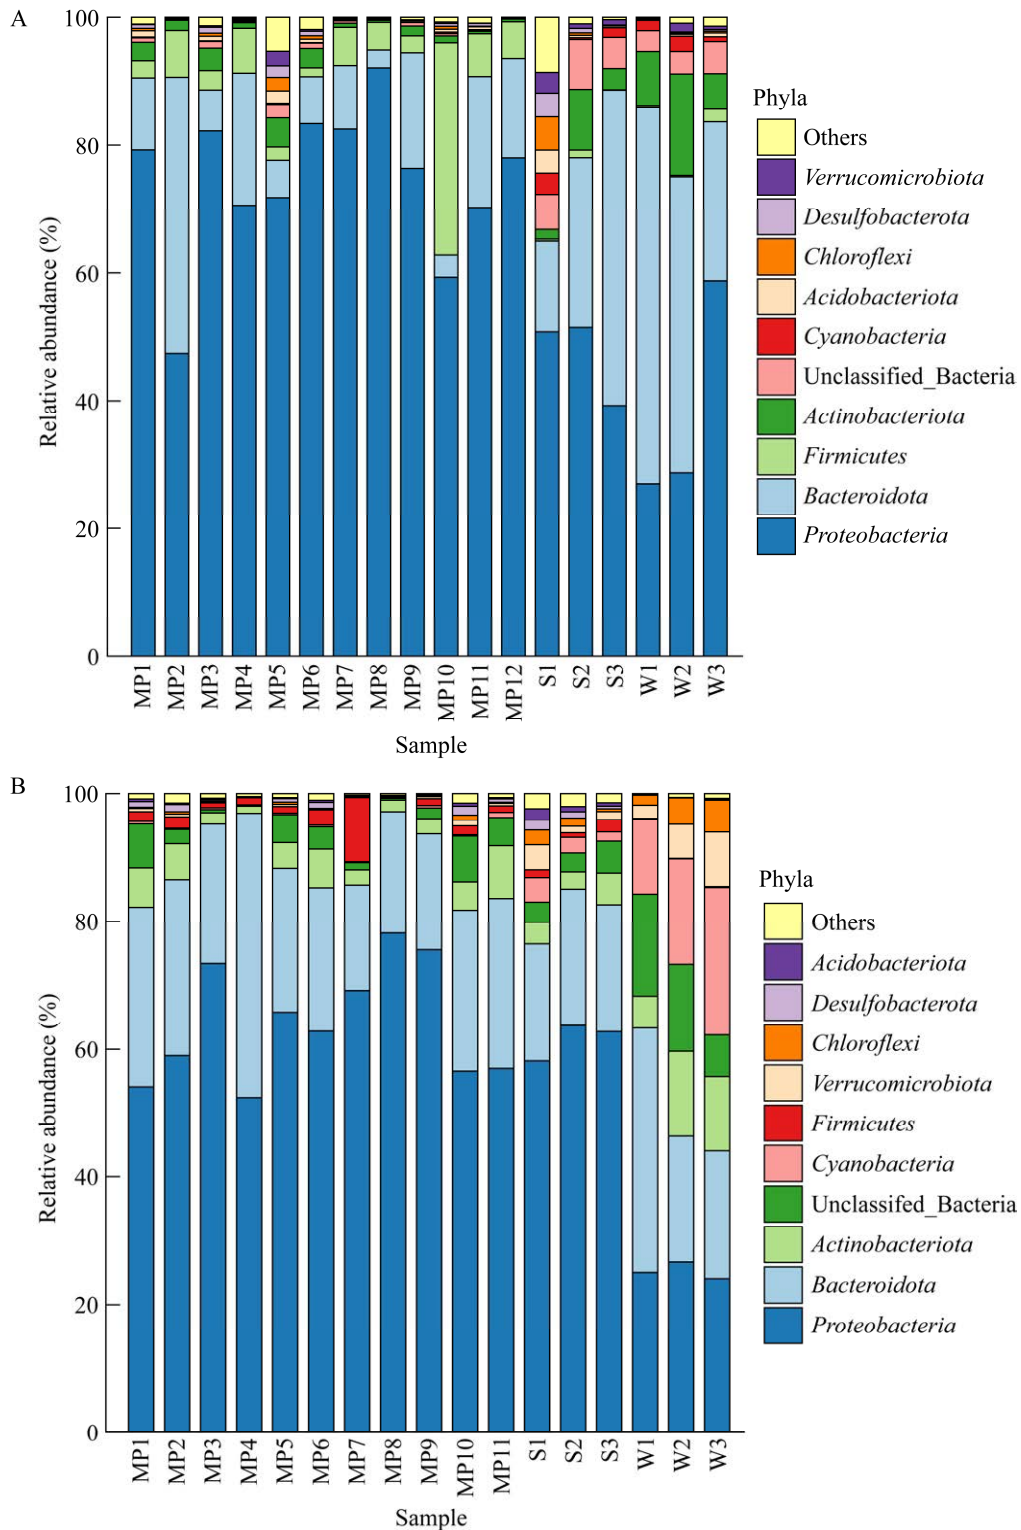 A
100
80
60
40
20
0
Relative abundance (%)
MP1 MP2 MP3 MP4 MP5 MP6 MP7 MP8 MP9 MP10 MP11 MP12 S1 S2 S3 W1 W2 W3
Sample
Phyla
Others
Verrucomicrobiota
Desulfobacterota
Chloroflexi
Acidobacteriota
Cyanobacteria
Unclassified_Bacteria
Actinobacteriota
Firmicutes
Bacteroidota
Proteobacteria
B
100
80
60
40
20
0
Relative abundance (%)
MP1 MP2 MP3 MP4 MP5 MP6 MP7 MP8 MP9 MP10 MP11 S1 S2 S3 W1 W2 W3
Sample
Phyla
Others
Acidobacteriota
Desulfobacterota
Chloroflexi
Verrucomicrobiota
Firmicutes
Cyanobacteria
Unclassifed_Bacteria
Actinobacteriota
Bacteroidota
Proteobacteria